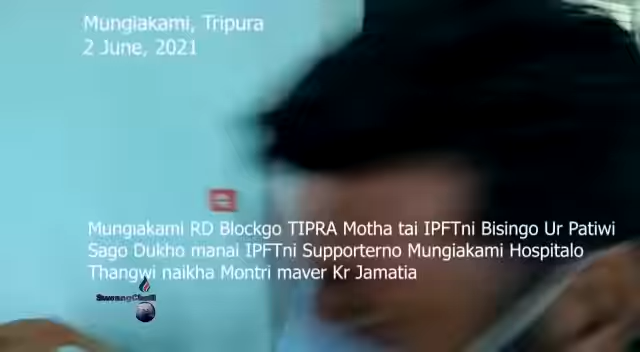 Mungiakami, Tripura
2 June, 2021
Mungiakami RD Blockgo TIPRA Motha tai IPFTni Bisingo Ur Patiwi
Sago Dukho manai IPFTni Supporterno Mungiakami Hospitalo
Thangwi naikha Montri maver Kr Jamatia